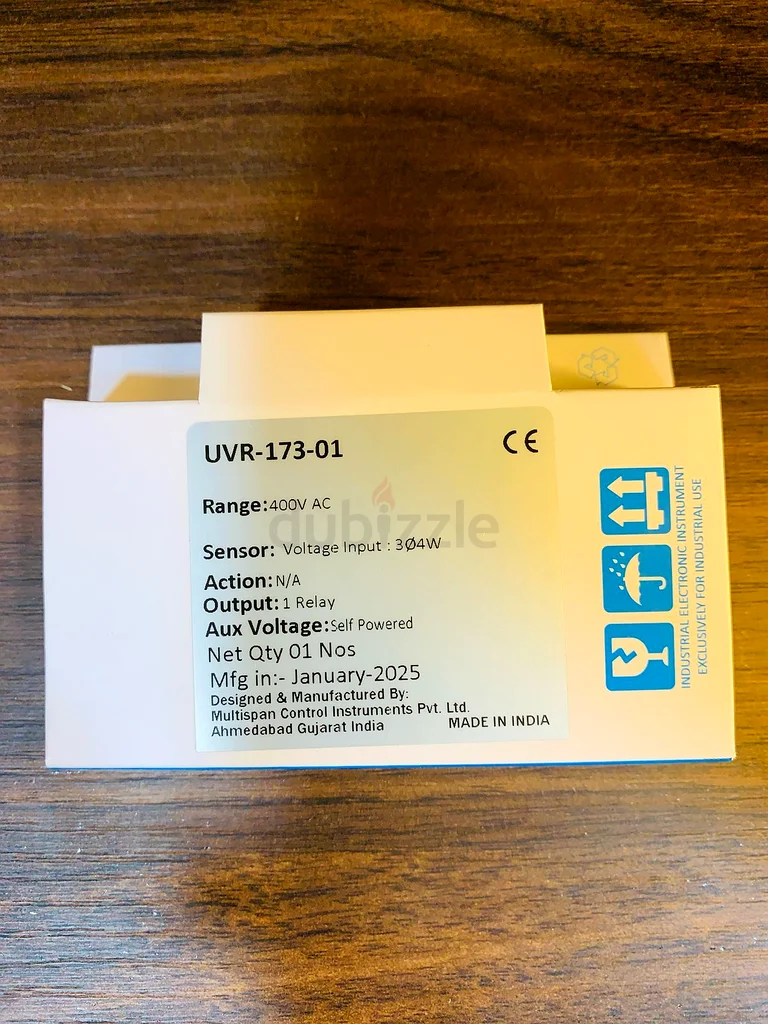 UVR-173-01
CE
Range:400V AC
dubizzle
Sensor: Voltage Input : 3Ø4W
Action:N/A
Output: 1 Relay
Aux Voltage:Self Powered
Net Qty 01 Nos
Mfg in:- January-2025
Designed & Manufactured By:
Multispan Control Instruments Pvt. Ltd.
Ahmedabad Gujarat India
MADE IN INDIA
INDUSTRIAL ELECTRONIC INSTRUMENT
EXCLUSIVELY FOR INDUSTRIAL USE